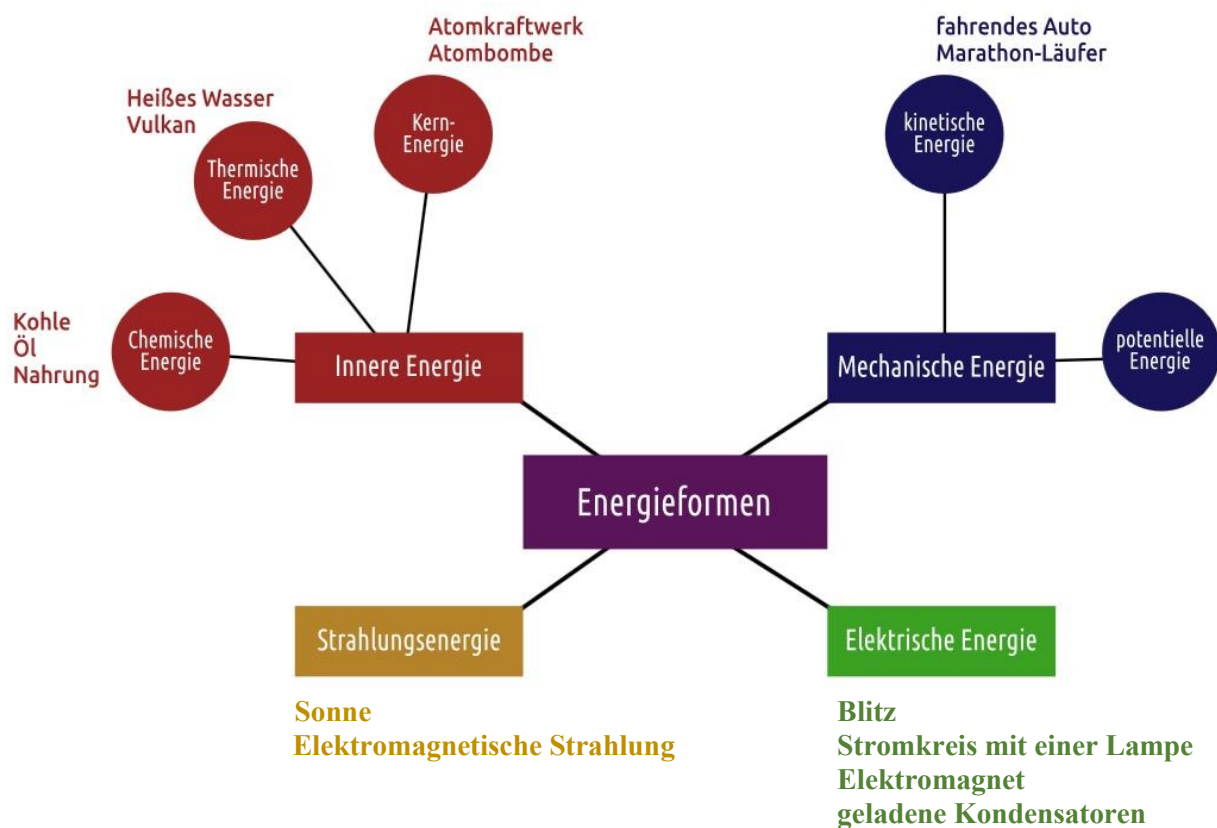 Atomkraftwerk
Atombombe
fahrendes Auto
Marathon-Läufer
Heißes Wasser
Vulkan
Kern-
Energie
kinetische
Energie
Thermische
Energie
Kohle
Öl
Nahrung
Chemische
Energie
Innere Energie
Mechanische Energie
potentielle
Energie
Energieformen
Strahlungsenergie
Elektrische Energie
Sonne
Elektromagnetische Strahlung
Blitz
Stromkreis mit einer Lampe
Elektromagnet
geladene Kondensatoren